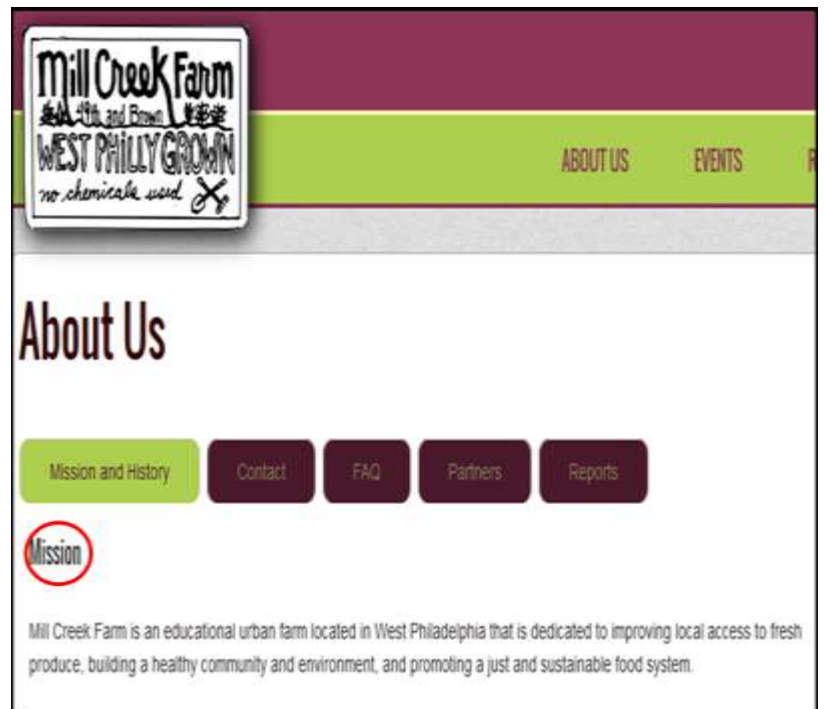 Mill Creek Farm
49th and Brown
WEST PHILLY GROWN
no chemicals used
ABOUT US EVENTS R
About Us
Mission and History Contact FAQ Partners Reports
Mission
Mill Creek Farm is an educational urban farm located in West Philadelphia that is dedicated to improving local access to fresh
produce, building a healthy community and environment, and promoting a just and sustainable food system.